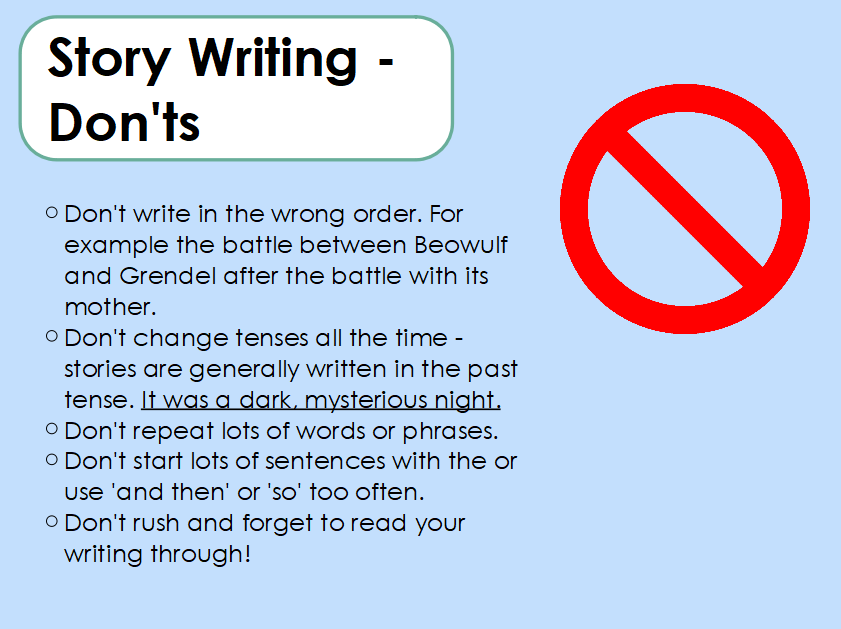 Story Writing -
Don'ts
Don't write in the wrong order. For
example the battle between Beowulf
and Grendel after the battle with its
mother.
Don't change tenses all the time -
stories are generally written in the past
tense. It was a dark, mysterious night.
Don't repeat lots of words or phrases.
Don't start lots of sentences with the or
use 'and then' or 'so' too often.
Don't rush and forget to read your
writing through!